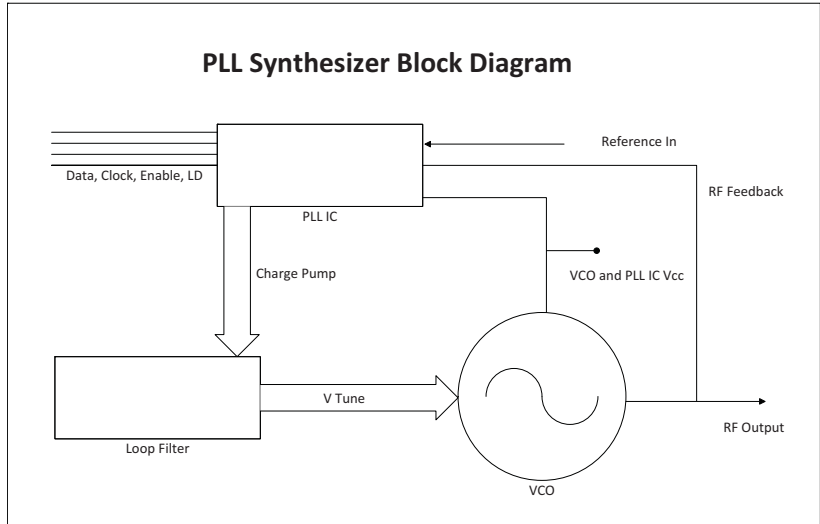 PLL Synthesizer Block Diagram
Reference In
Data, Clock, Enable, LD
RF Feedback
PLL IC
Charge Pump
VCO and PLL IC Vcc
V Tune
RF Output
Loop Filter
VCO